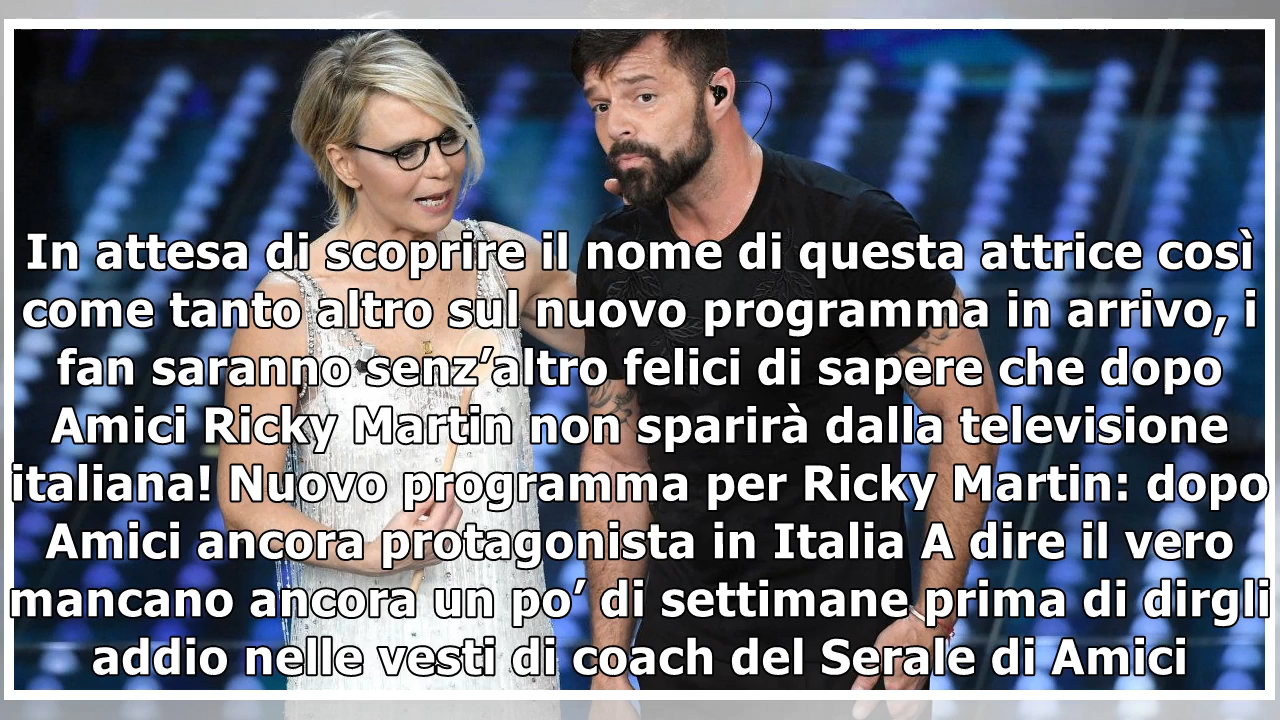 In attesa di scoprire il nome di questa attrice così
come tanto altro sul nuovo programma in arrivo, i
fan saranno senz’altro felici di sapere che dopo
Amici Ricky Martin non sparirà dalla televisione
italiana! Nuovo programma per Ricky Martin: dopo
Amici ancora protagonista in Italia A dire il vero
mancano ancora un po’ di settimane prima di dirgli
addio nelle vesti di coach del Serale di Amici